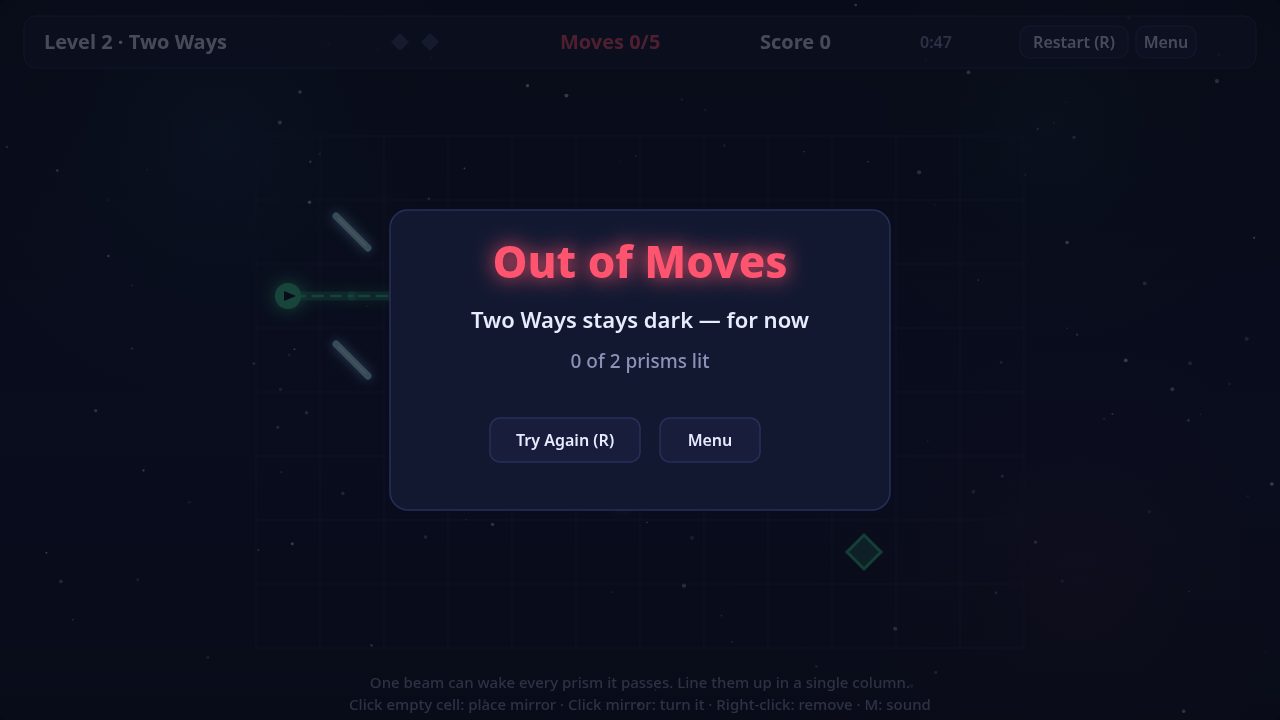 Level 2 · Two Ways
Moves 0/5
Score 0
0:47
Restart (R)
Menu
Out of Moves
Two Ways stays dark — for now
0 of 2 prisms lit
Try Again (R)
Menu
One beam can wake every prism it passes. Line them up in a single column.
Click empty cell: place mirror · Click mirror: turn it · Right-click: remove · M: sound